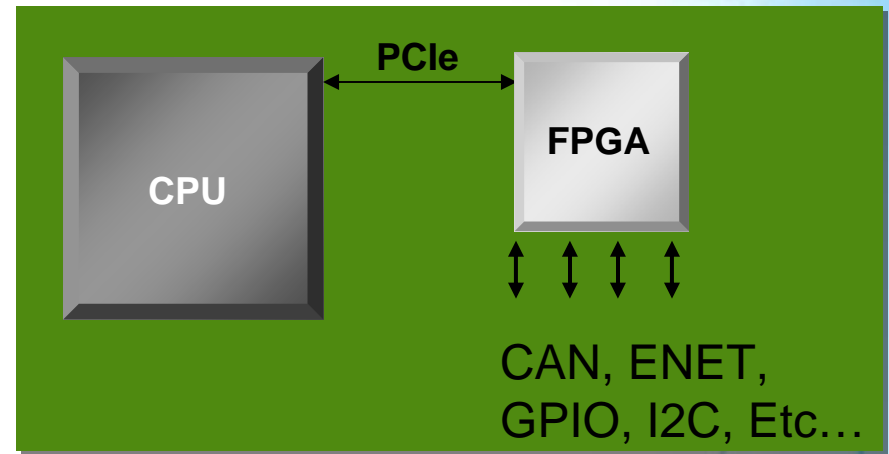 PCIe
CPU
FPGA
CAN, ENET,
GPIO, I2C, Etc…